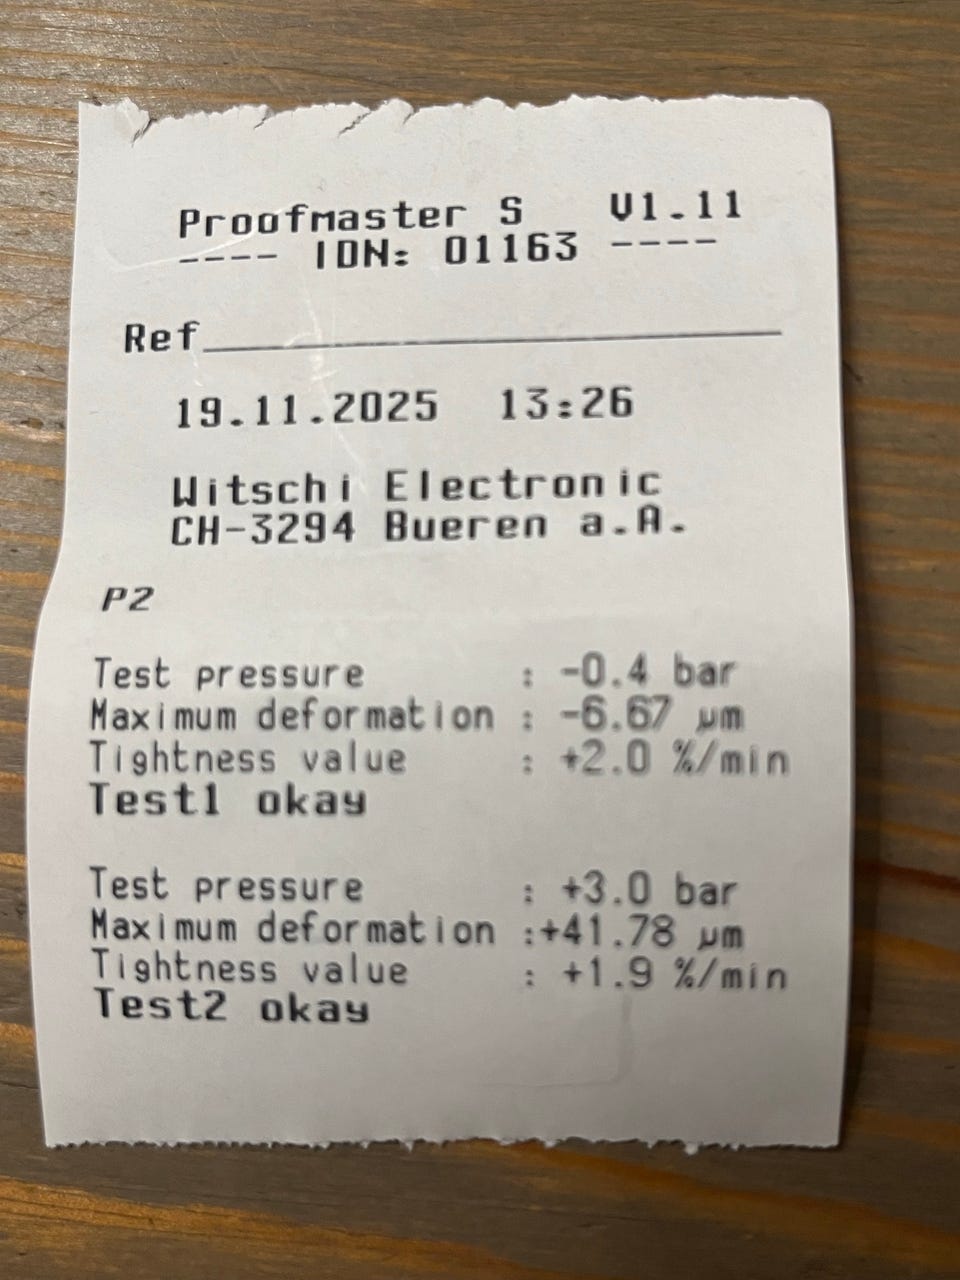 Proofmaster S V1.11
---- IDN: 01163 ----
Ref
19.11.2025 13:26
Witschi Electronic
CH-3294 Bueren a.A.
P2
Test pressure : -0.4 bar
Maximum deformation : -6.67 µm
Tightness value : +2.0 %/min
Test1 okay
Test pressure : +3.0 bar
Maximum deformation :+41.78 µm
Tightness value : +1.9 %/min
Test2 okay